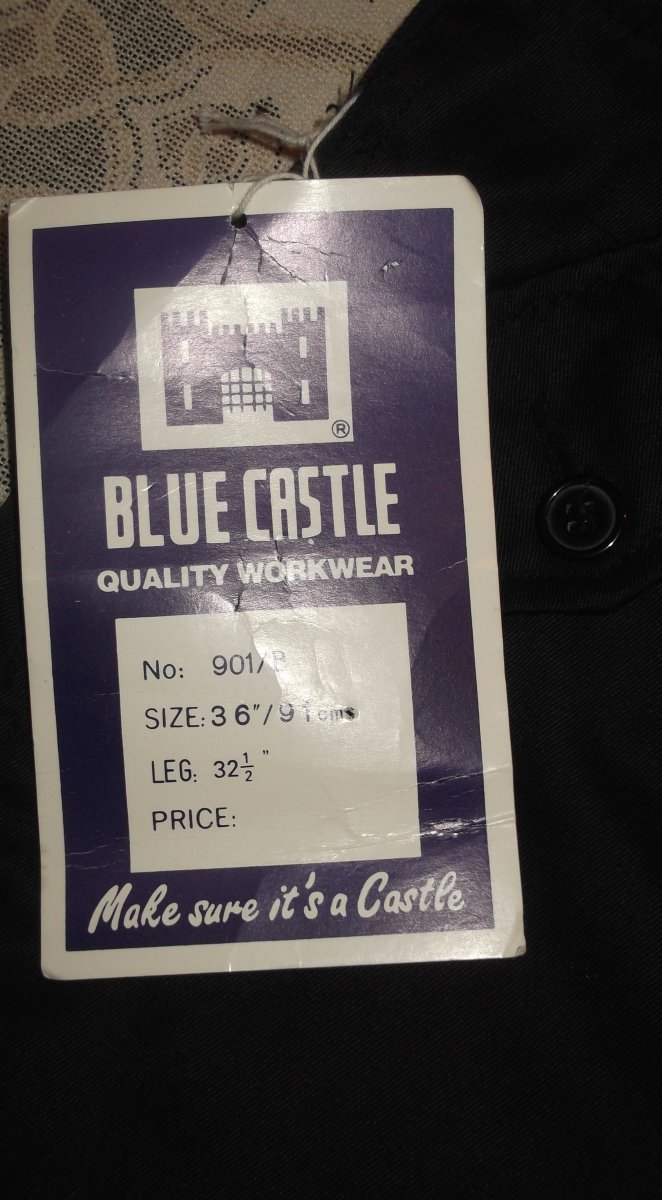 ®
BLUE CASTLE
QUALITY WORKWEAR
No: 901/B
SIZE: 36"/91cms
LEG: 32½"
PRICE:
Make sure it's a Castle